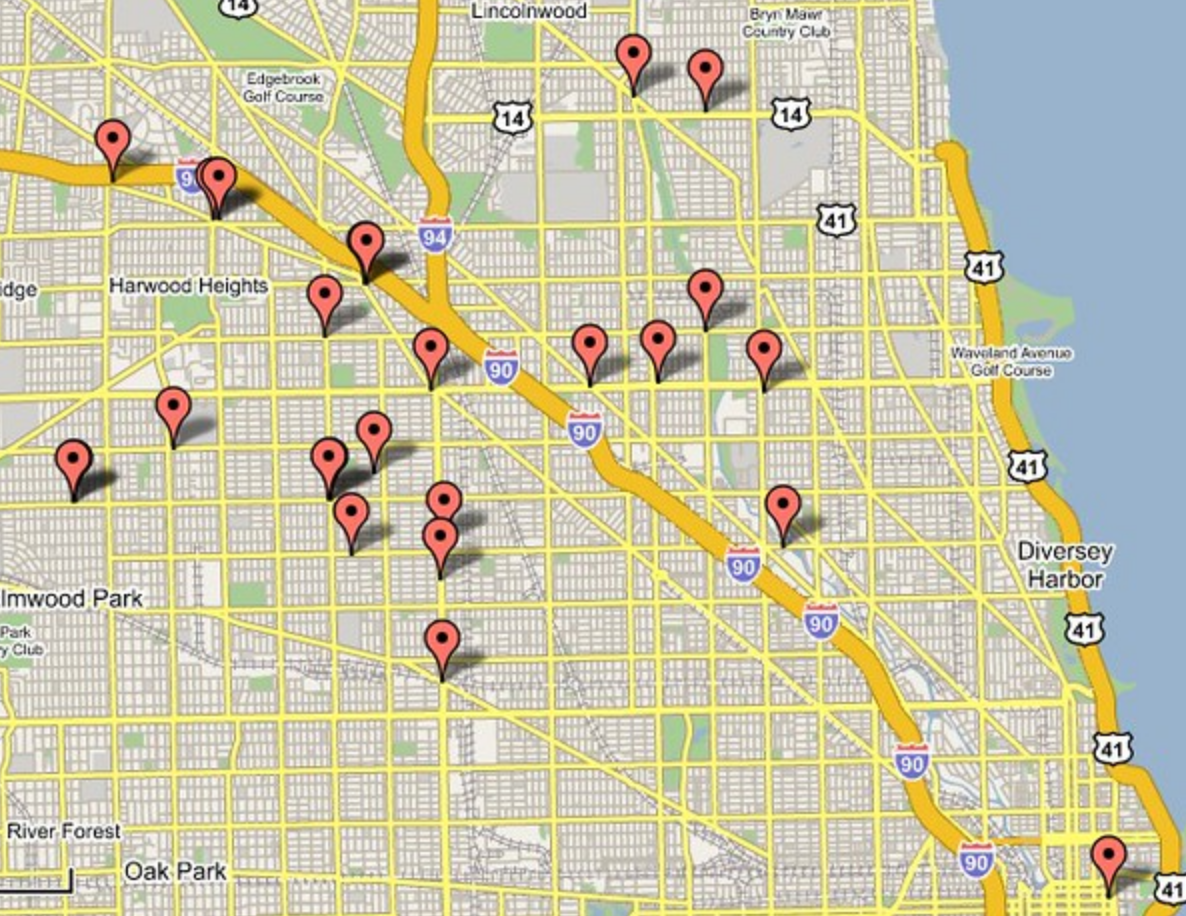 14
Lincolnwood
Bryn Mawr
Country Club
Edgebrook
Golf Course
14
14
41
94
41
idge
Harwood Heights
Waveland Avenue
Golf Course
90
90
41
90
Diversey
Harbor
lmwood Park
90
41
Park
y Club
41
90
River Forest
90
Oak Park
41